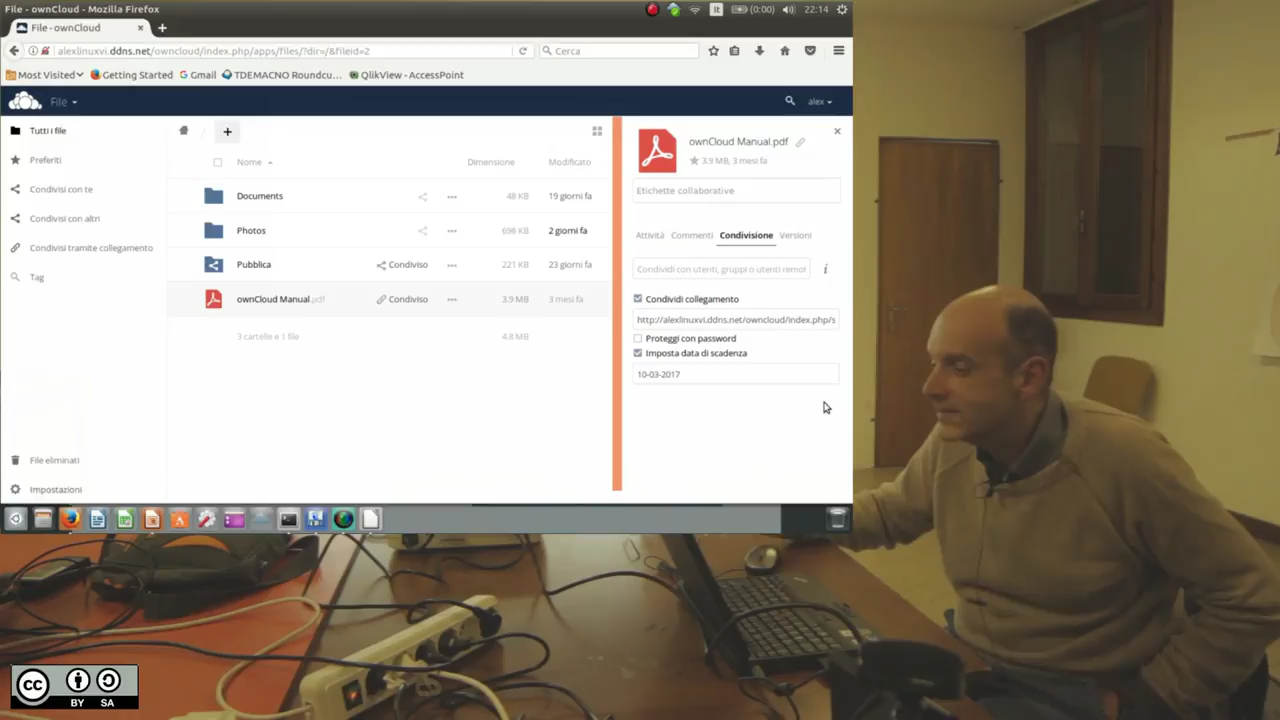 File - ownCloud - Mozilla Firefox
It
(0:00)
22:14
File - ownCloud
alexlinuxvi.ddns.net/owncloud/index.php/apps/files/?dir=/&fileid=2
Cerca
Most Visited
Getting Started
Gmail
TDEMACNO Roundcu...
QlikView - AccessPoint
File
alex
Tutti i file
Preferiti
Condivisi con te
Condivisi con altri
Condivisi tramite collegamento
Tag
File eliminati
Impostazioni
Nome
Dimensione
Modificato
Documents
48 KB
19 giorni fa
Photos
698 KB
2 giorni fa
Pubblica
Condiviso
221 KB
23 giorni fa
ownCloud Manual.pdf
Condiviso
3.9 MB
3 mesi fa
3 cartelle e 1 file
4.8 MB
ownCloud Manual.pdf
3.9 MB, 3 mesi fa
Etichette collaborative
Attività
Commenti
Condivisione
Versioni
Condividi con utenti, gruppi o utenti remot
i
Condividi collegamento
http://alexlinuxvi.ddns.net/owncloud/index.php/s
Proteggi con password
Imposta data di scadenza
10-03-2017
cc
BY SA